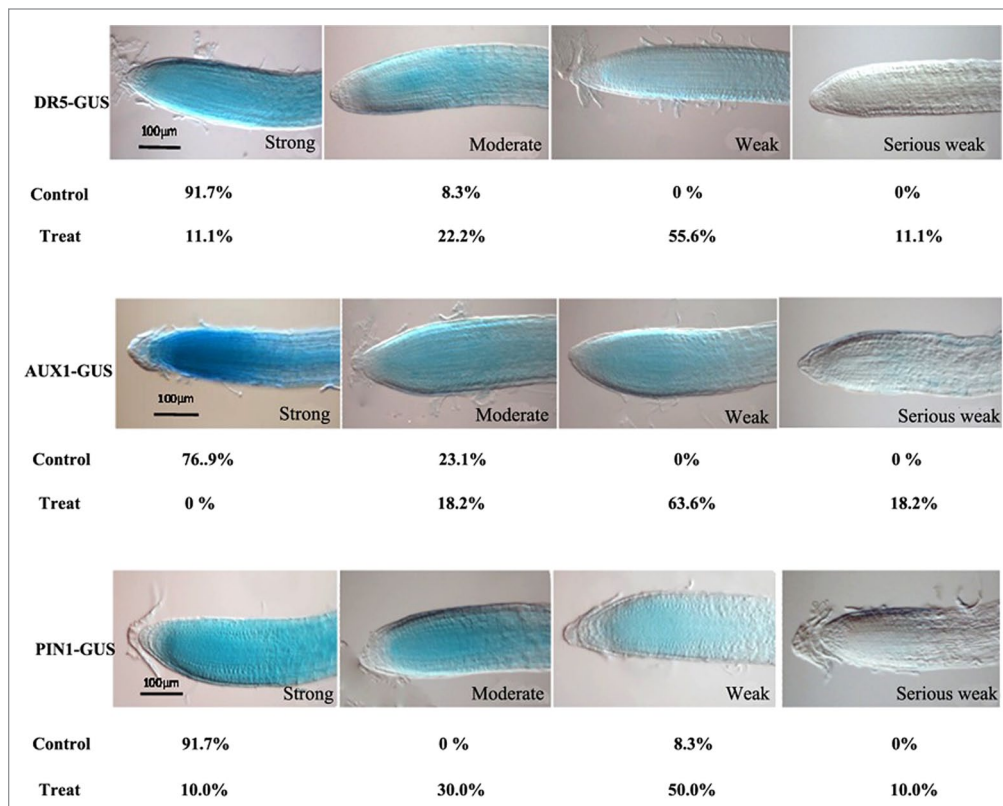 DR5-GUS
100μm
Strong
Moderate
Weak
Serious weak
Control 91.7% 8.3% 0 % 0%
Treat 11.1% 22.2% 55.6% 11.1%
AUX1-GUS
100μm
Strong
Moderate
Weak
Serious weak
Control 76..9% 23.1% 0% 0 %
Treat 0 % 18.2% 63.6% 18.2%
PIN1-GUS
100μm
Strong
Moderate
Weak
Serious weak
Control 91.7% 0 % 8.3% 0%
Treat 10.0% 30.0% 50.0% 10.0%